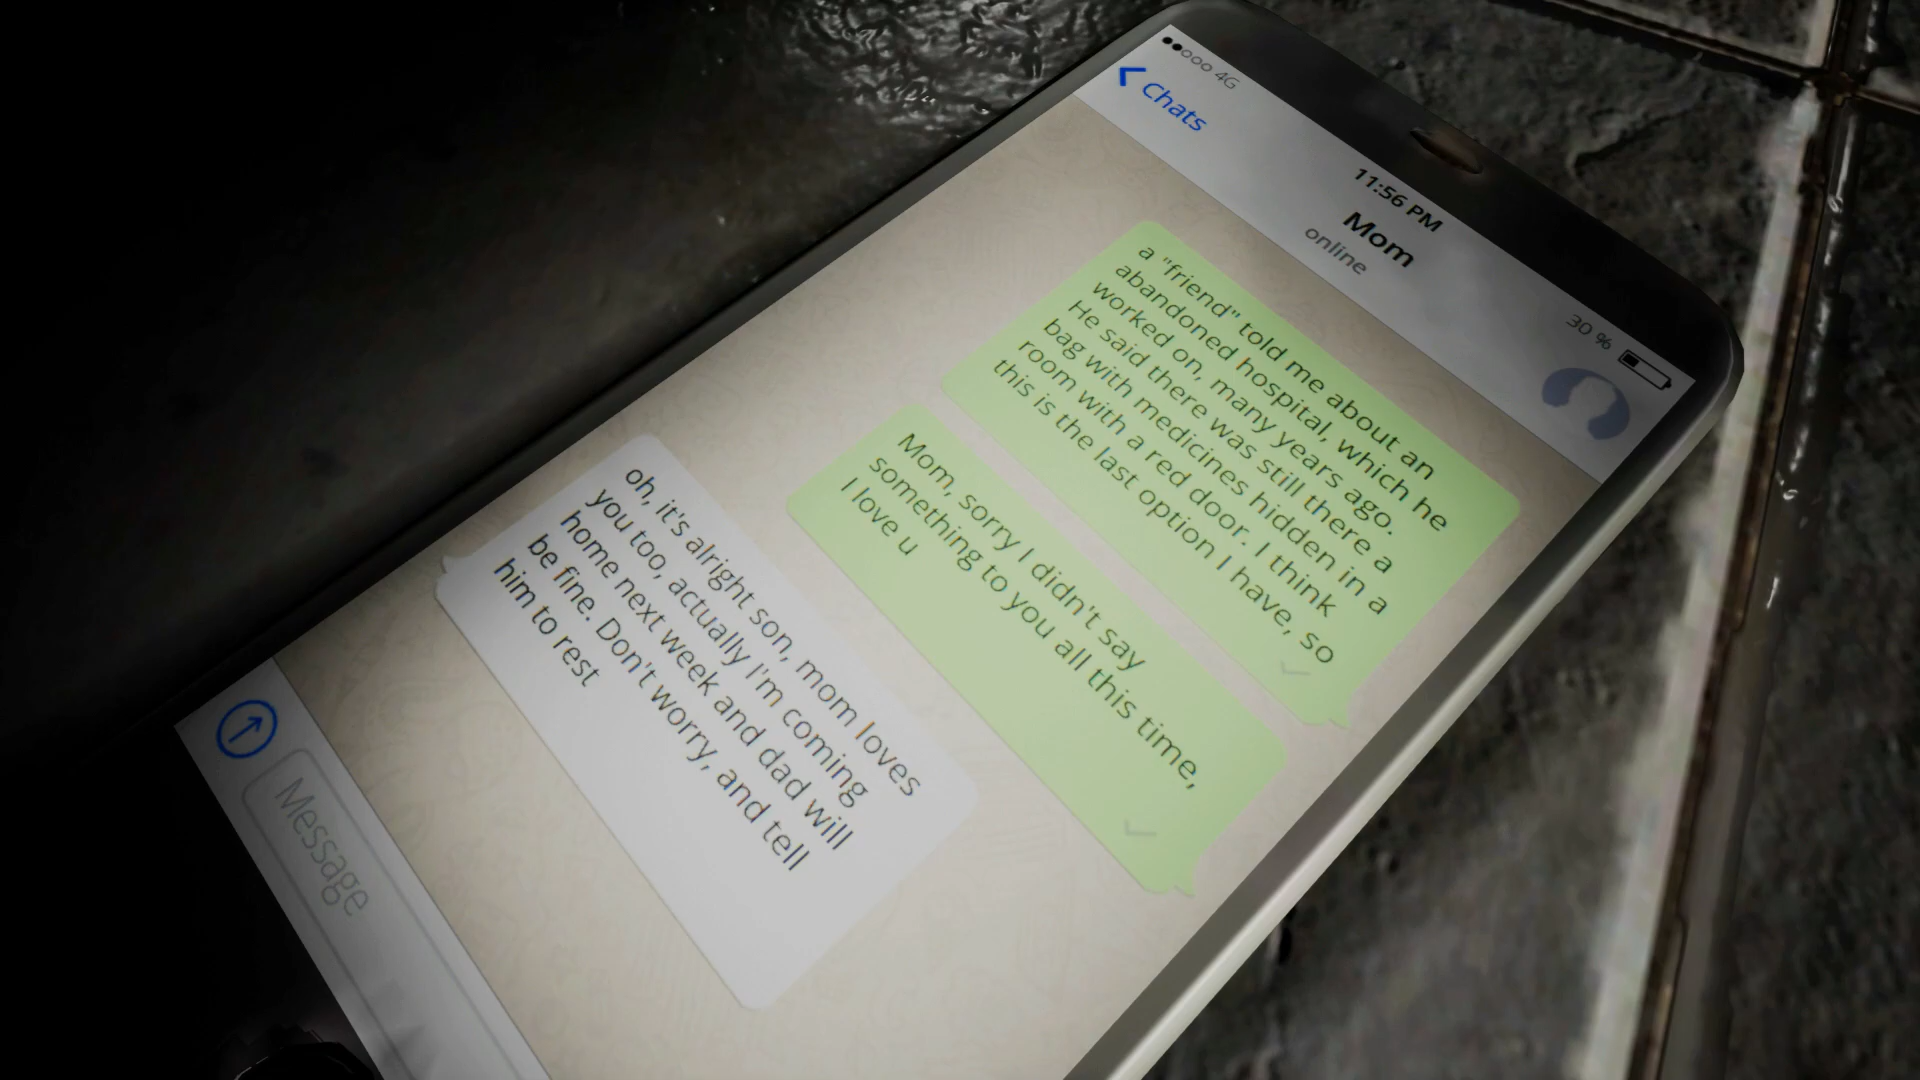 4G
Chats
11:56 PM
Mom
online
30 %
a "friend" told me about an
abandoned hospital, which he
worked on, many years ago.
He said there was still there a
bag with medicines hidden in a
room with a red door. I think
this is the last option I have, so
Mom, sorry I didn't say
something to you all this time,
I love u
oh, it's alright son, mom loves
you too, actually I'm coming
home next week and dad will
be fine. Don't worry, and tell
him to rest
Message